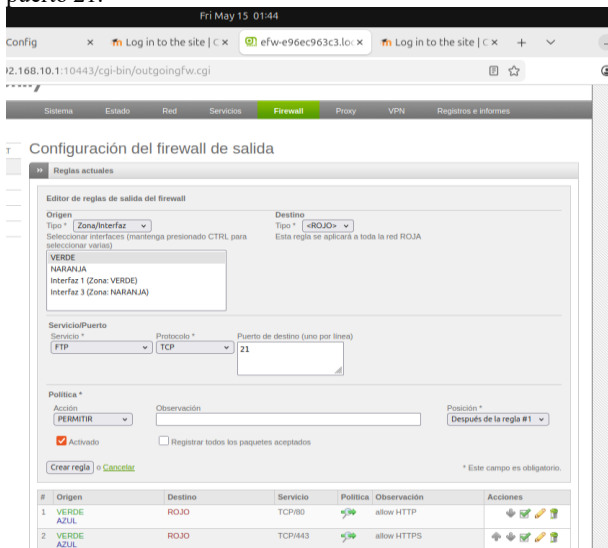 puerto 21.
Fri May 15 01:44
Config × Log in to the site | C × efw-e96ec963c3.loc × Log in to the site | C × +
92.168.10.1:10443/cgi-bin/outgoingfw.cgi
Sistema Estado Red Servicios Firewall Proxy VPN Registros e informes
Configuración del firewall de salida
» Reglas actuales
Editor de reglas de salida del firewall
Origen Destino
Tipo * Zona/Interfaz Tipo * <ROJO>
Seleccionar interfaces (mantenga presionado CTRL para Esta regla se aplicará a toda la red ROJA
seleccionar varias)
VERDE
NARANJA
Interfaz 1 (Zona: VERDE)
Interfaz 3 (Zona: NARANJA)
Servicio/Puerto
Servicio * Protocolo * Puerto de destino (uno por línea)
FTP TCP 21
Política *
Acción Observación Posición *
PERMITIR Después de la regla #1
Activado Registrar todos los paquetes aceptados
Crear regla o Cancelar * Este campo es obligatorio.
# Origen Destino Servicio Política Observación Acciones
1 VERDE ROJO TCP/80 allow HTTP
AZUL
2 VERDE ROJO TCP/443 allow HTTPS
AZUL